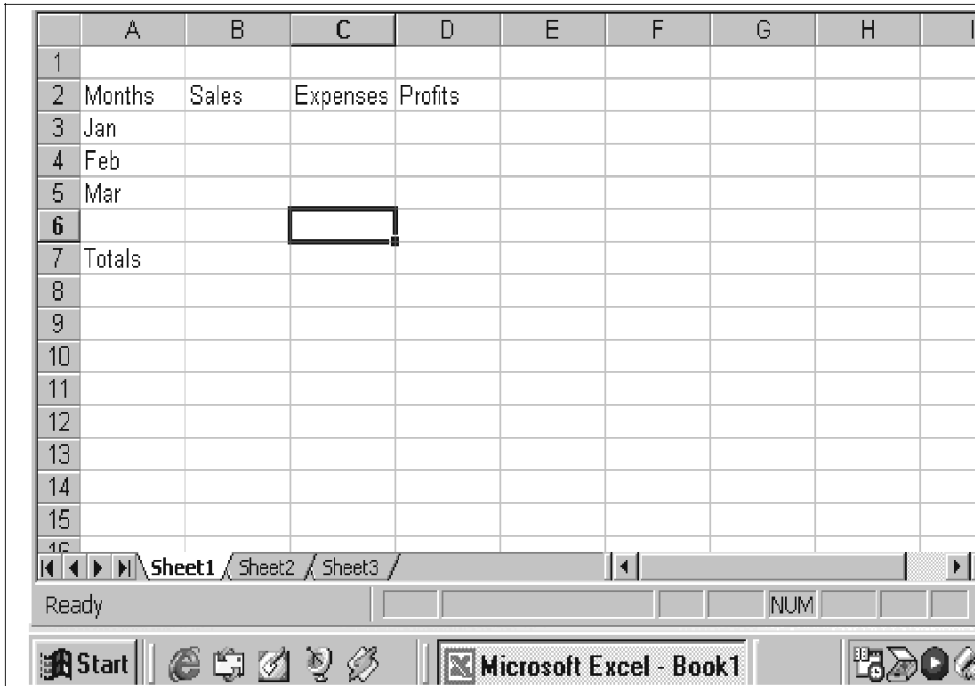 A B C D E F G H I
1
2 Months Sales Expenses Profits
3 Jan
4 Feb
5 Mar
6
7 Totals
8
9
10
11
12
13
14
15
16
Sheet1 Sheet2 Sheet3
Ready NUM
Start Microsoft Excel - Book1